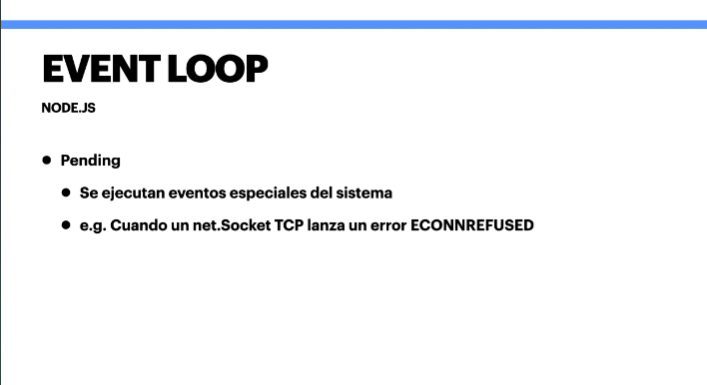 EVENT LOOP
NODE.JS
• Pending
• Se ejecutan eventos especiales del sistema
• e.g. Cuando un net.Socket TCP lanza un error ECONNREFUSED